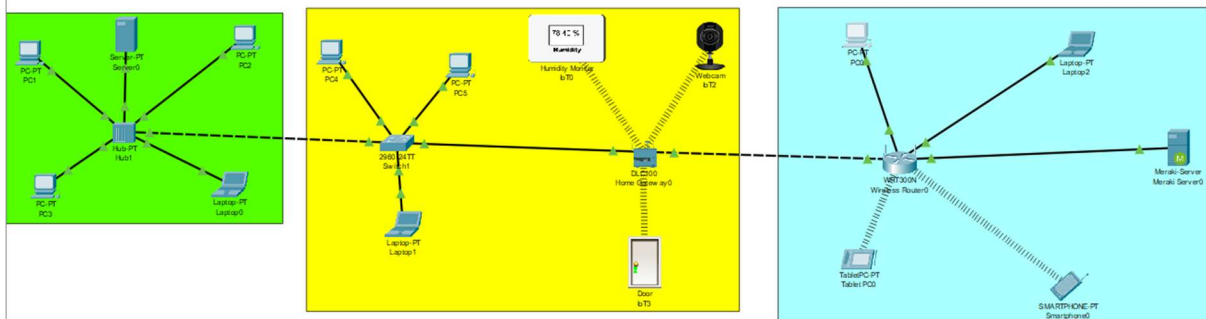 PC-PT
PC1
Server-PT
Server0
PC-PT
PC2
Hub-PT
Hub1
PC-PT
PC3
Laptop-PT
Laptop0
PC-PT
PC4
PC-PT
PC5
2960-24TT
Switch1
Laptop-PT
Laptop1
Humidity
Humidity Monitor
IoT0
Webcam
IoT2
Home Gateway0
Door
IoT3
PC-PT
Laptop-PT
Laptop2
WRT300N
Wireless Router0
M
Meraki-Server
Meraki Server0
TabletPC-PT
Tablet PC0
SMARTPHONE-PT
Smartphone0